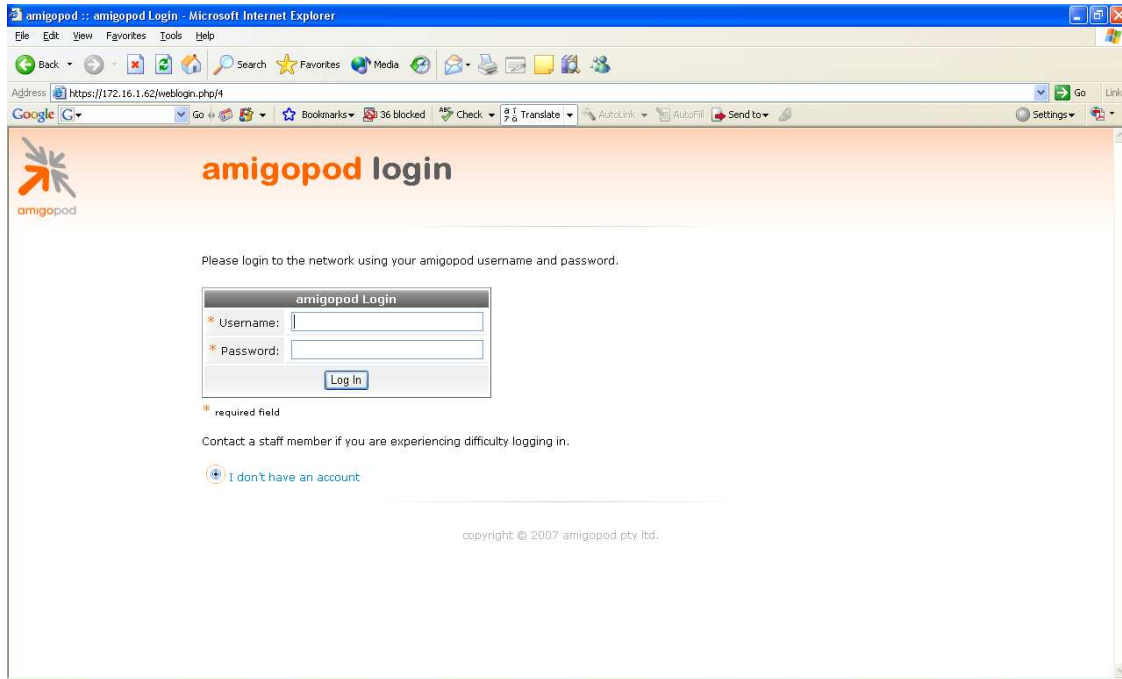 amigopod :: amigopod Login - Microsoft Internet Explorer
File Edit View Favorites Tools Help
Back Search Favorites Media
Address https://172.16.1.62/weblogin.php/4 Go Link
Google G Go Bookmarks 36 blocked ABC Check Translate AutoLink AutoFill Send to Settings
amigopod login
amigopod
Please login to the network using your amigopod username and password.
amigopod Login
* Username:
* Password:
Log In
* required field
Contact a staff member if you are experiencing difficulty logging in.
I don't have an account
copyright © 2007 amigopod pty ltd.